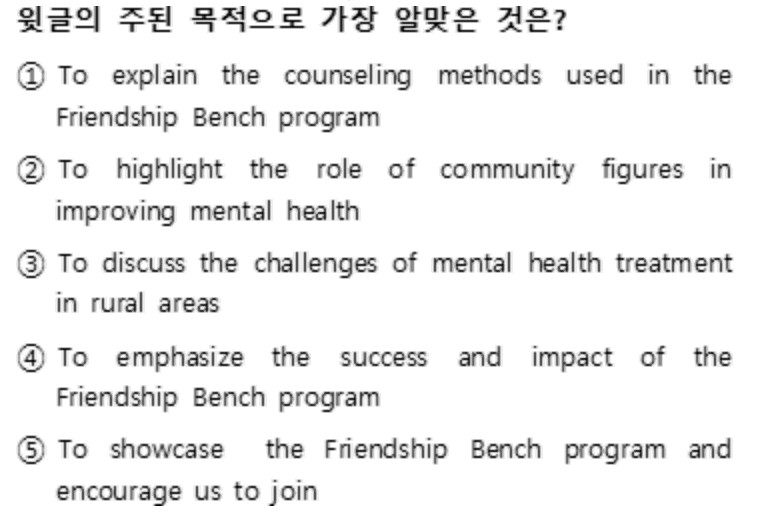 윗글의 주된 목적으로 가장 알맞은 것은?
① To explain the counseling methods used in the
Friendship Bench program
② To highlight the role of community figures in
improving mental health
③ To discuss the challenges of mental health treatment
in rural areas
④ To emphasize the success and impact of the
Friendship Bench program
⑤ To showcase the Friendship Bench program and
encourage us to join